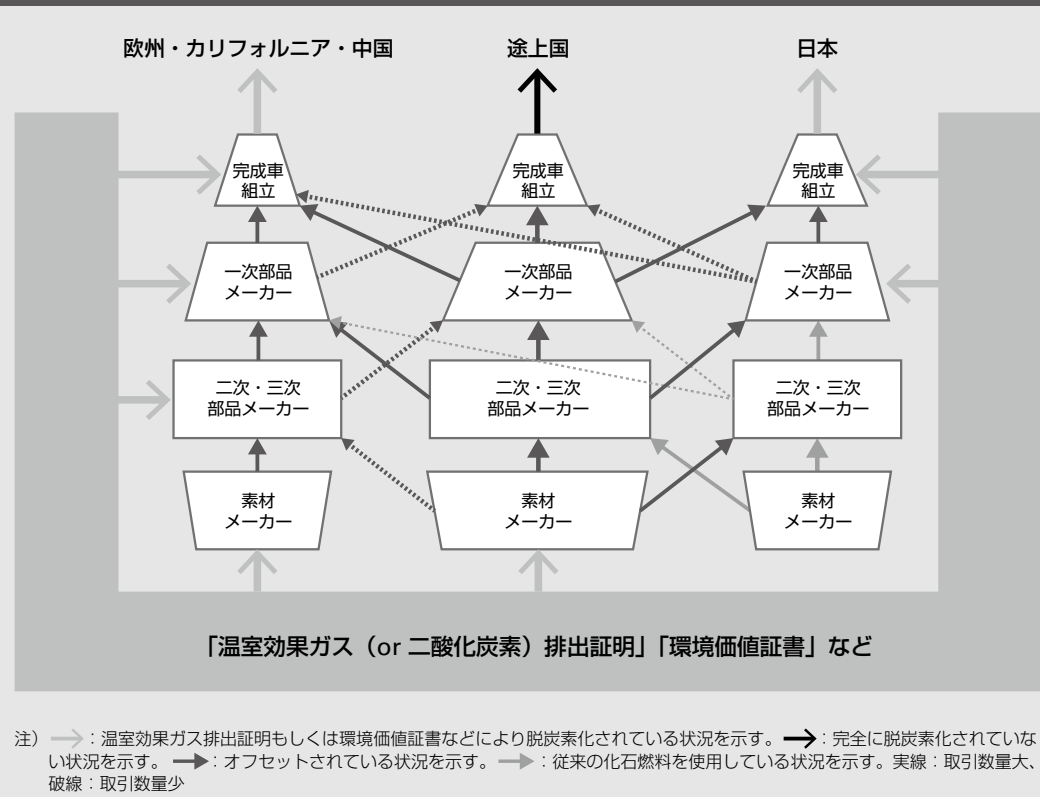 欧州・カリフォルニア・中国
途上国
日本
完成車
組立
完成車
組立
完成車
組立
一次部品
メーカー
一次部品
メーカー
一次部品
メーカー
二次・三次
部品メーカー
二次・三次
部品メーカー
二次・三次
部品メーカー
素材
メーカー
素材
メーカー
素材
メーカー
「温室効果ガス（or 二酸化炭素）排出証明」「環境価値証書」など
注）　：温室効果ガス排出証明もしくは環境価値証書などにより脱炭素化されている状況を示す。　：完全に脱炭素化されていな
い状況を示す。　：オフセットされている状況を示す。　：従来の化石燃料を使用している状況を示す。実線：取引数量大、
破線：取引数量少